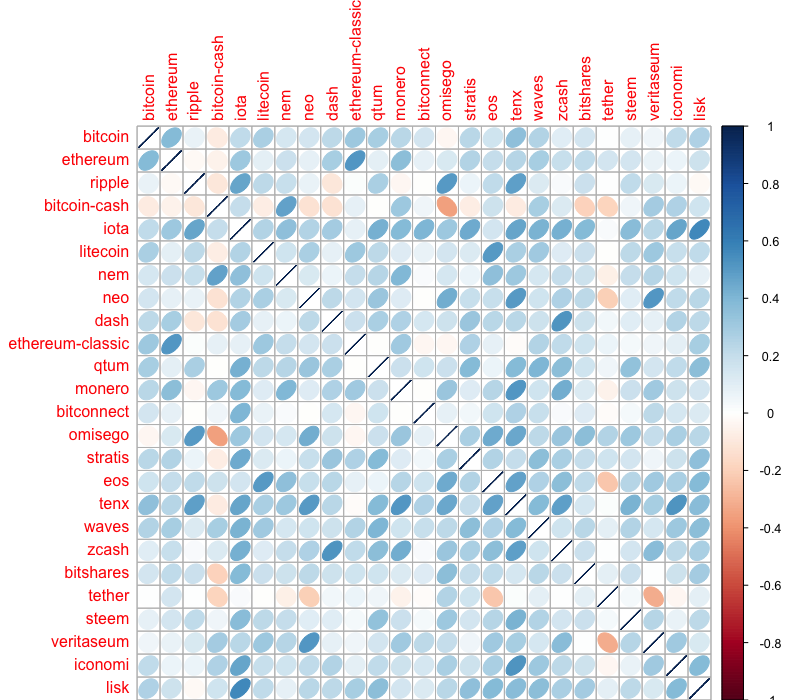 bitcoin
ethereum
ripple
bitcoin-cash
iota
litecoin
nem
neo
dash
ethereum-classic
qtum
monero
bitconnect
omisego
stratis
eos
tenx
waves
zcash
bitshares
tether
steem
veritaseum
iconomi
lisk
bitcoin
ethereum
ripple
bitcoin-cash
iota
litecoin
nem
neo
dash
ethereum-classic
qtum
monero
bitconnect
omisego
stratis
eos
tenx
waves
zcash
bitshares
tether
steem
veritaseum
iconomi
lisk
1
0.8
0.6
0.4
0.2
0
-0.2
-0.4
-0.6
-0.8
-1